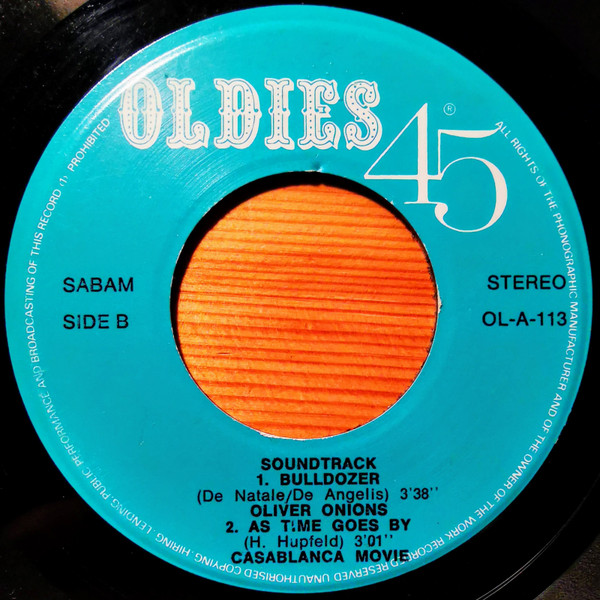 OLDIES
45
®
SABAM
SIDE B
STEREO
OL-A-113
SOUNDTRACK
1. BULLDOZER
(De Natale/De Angelis) 3'38''
OLIVER ONIONS
2. AS TIME GOES BY
(H. Hupfeld) 3'01''
CASABLANCA MOVIE
ALL RIGHTS OF THE PHONOGRAPHIC MANUFACTURER AND OF THE OWNER OF THE WORK RECORDED UNAUTHORISED COPYING·HIRING· LENDING·PUBLIC PERFORMANCE AND BROADCASTING OF THIS RECORD (1) PROHIBITED